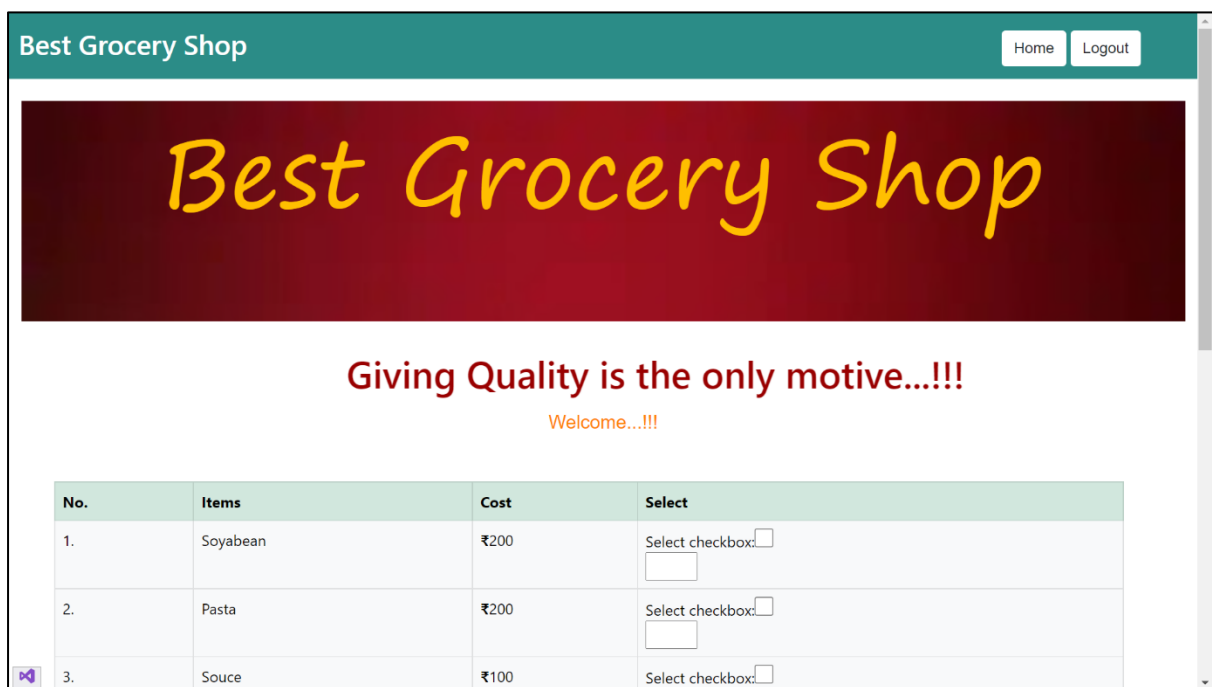 Best Grocery Shop
Home Logout
Best Grocery Shop
Giving Quality is the only motive...!!!
Welcome...!!!
No. Items Cost Select
1. Soyabean ₹200 Select checkbox:
2. Pasta ₹200 Select checkbox:
3. Souce ₹100 Select checkbox: